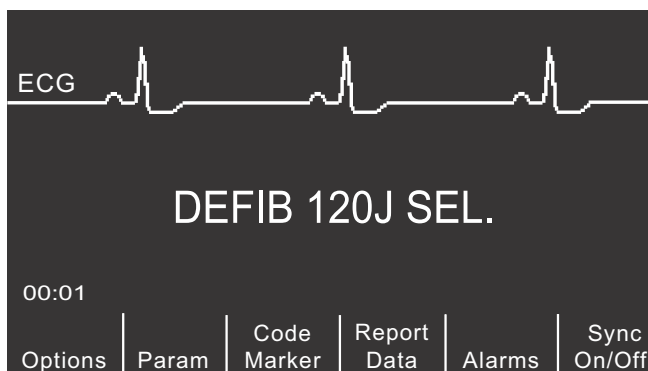 ECG
DEFIB 120J SEL.
00:01
Options Param Code Marker Report Data Alarms Sync On/Off